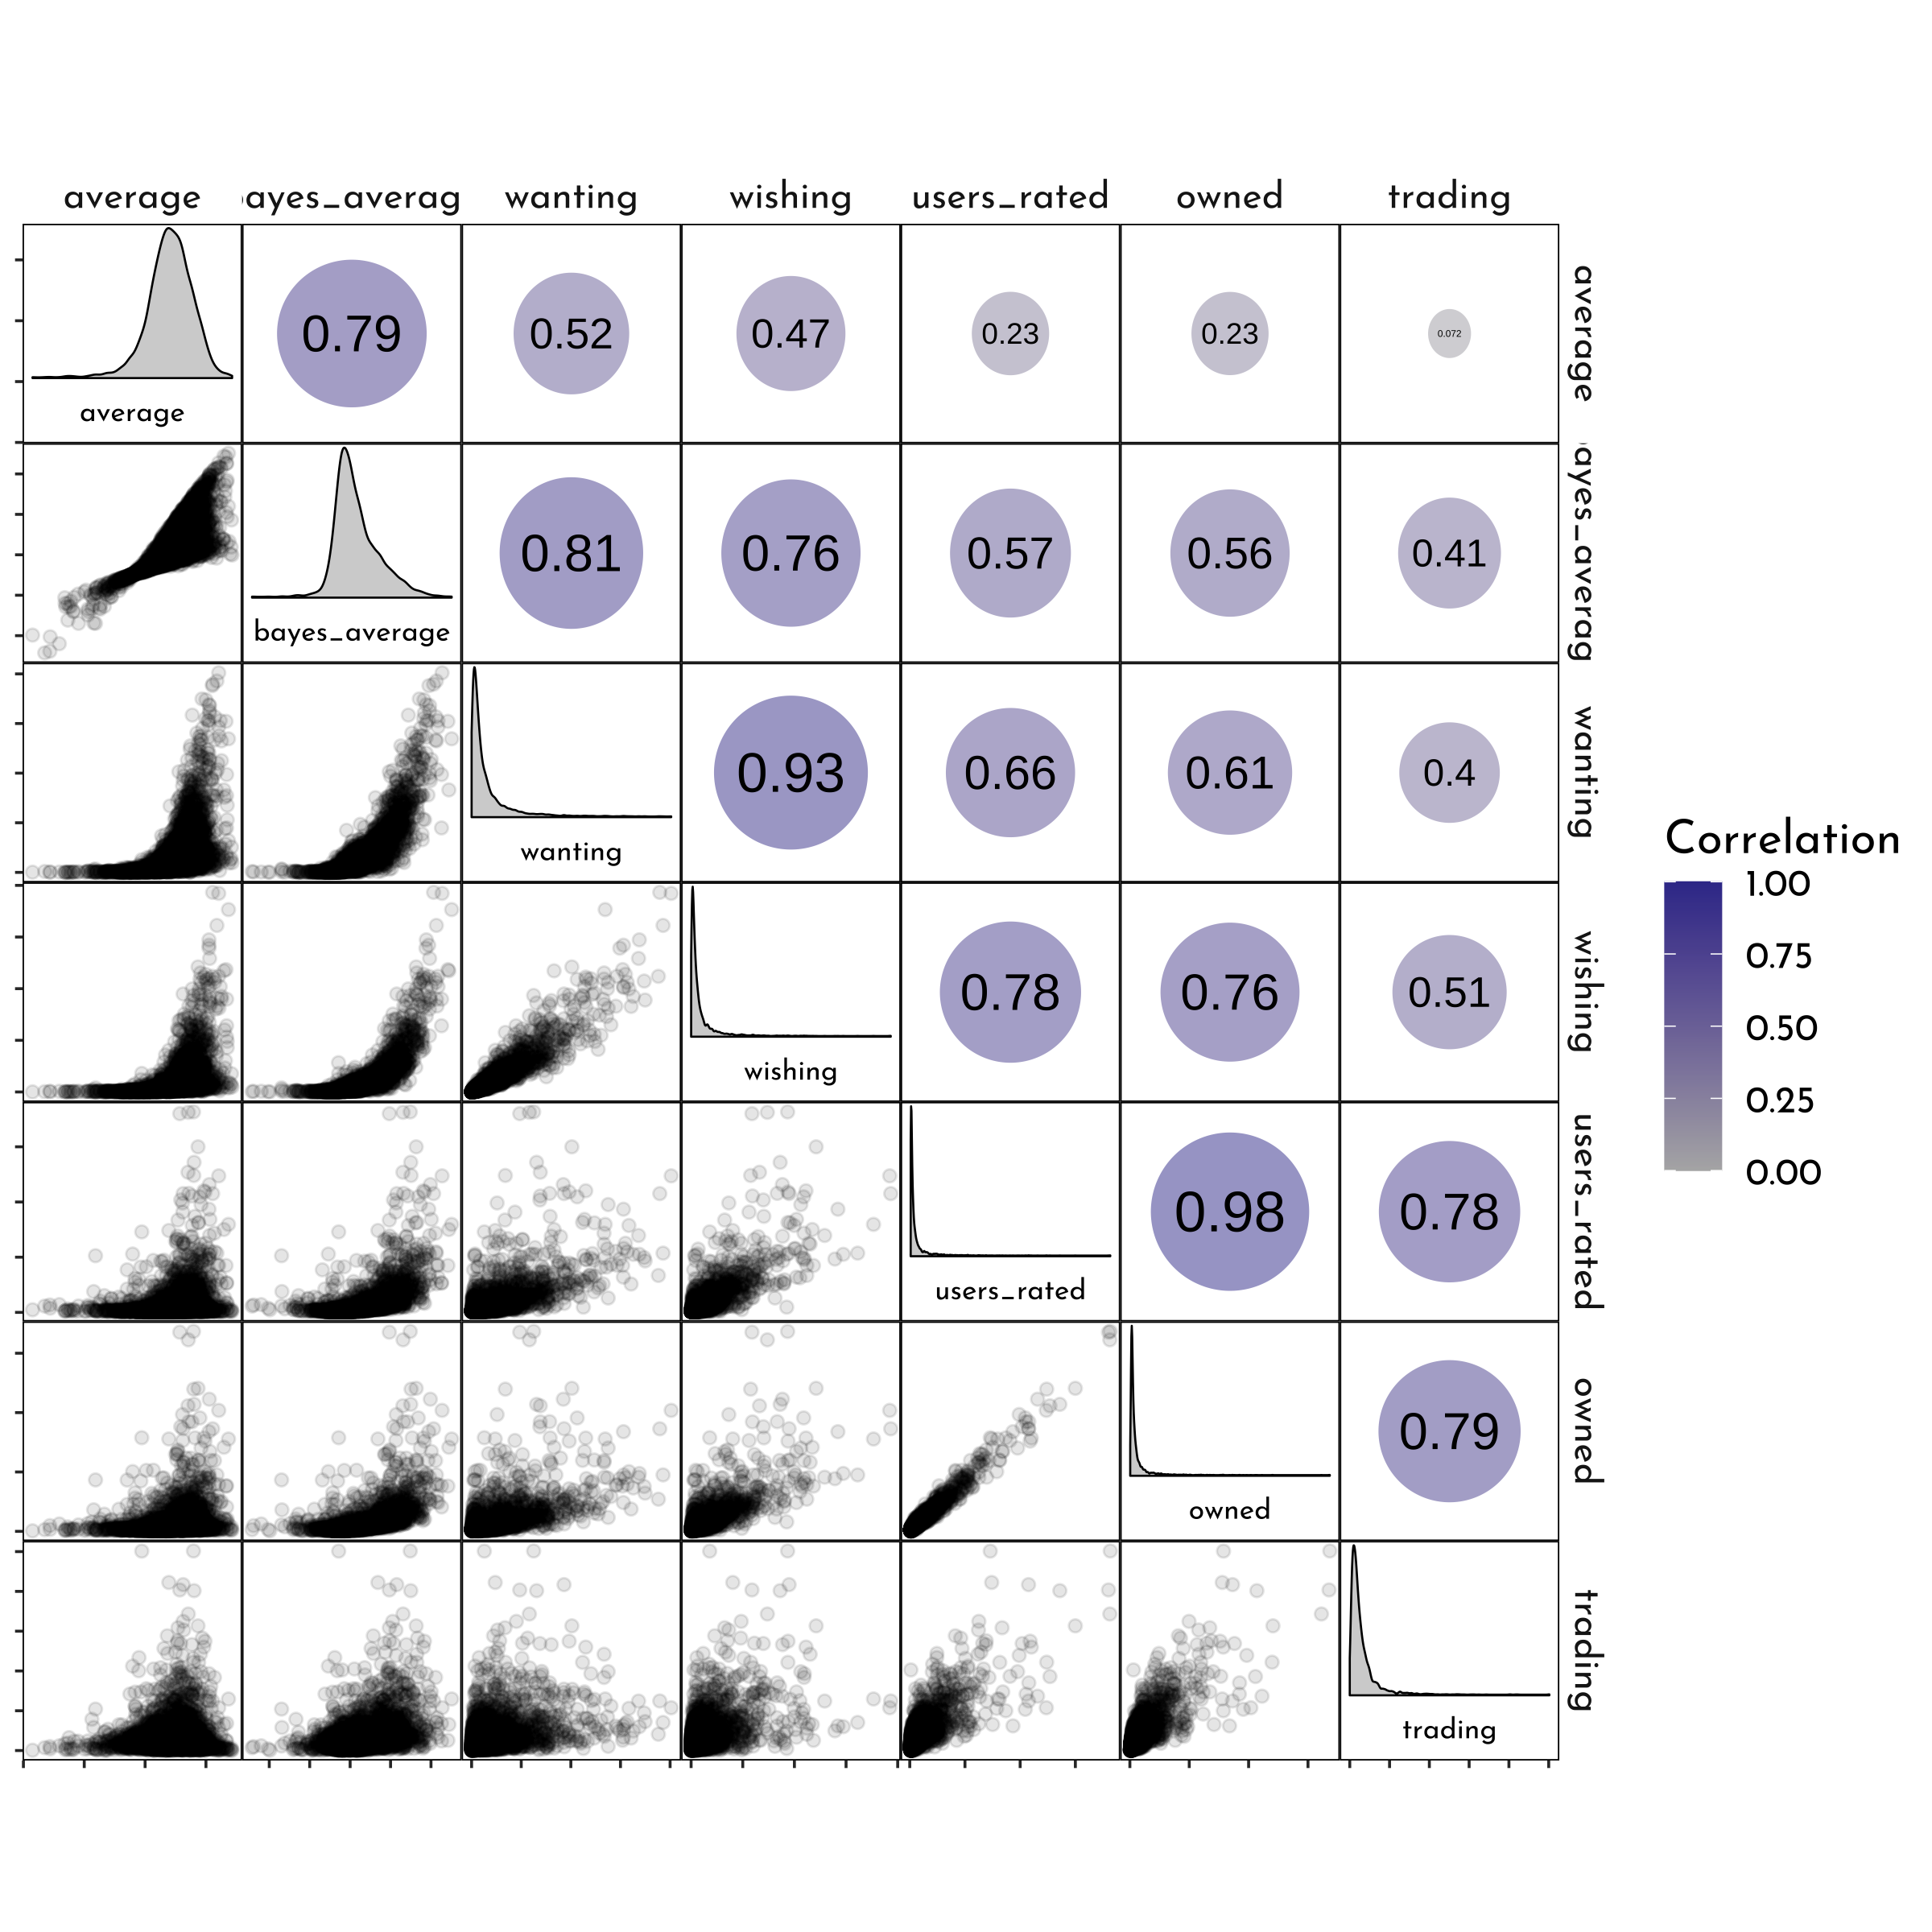 average ayes_averag wanting wishing users_rated owned trading
0.79 0.52 0.47 0.23 0.23 0.072
average
average
0.81 0.76 0.57 0.56 0.41
bayes_average
ayes_averag
0.93 0.66 0.61 0.4
wanting
wanting
Correlation
1.00
0.75
0.50
0.25
0.00
0.78 0.76 0.51
wishing
wishing
0.98 0.78
users_rated
users_rated
0.79
owned
owned
trading
trading